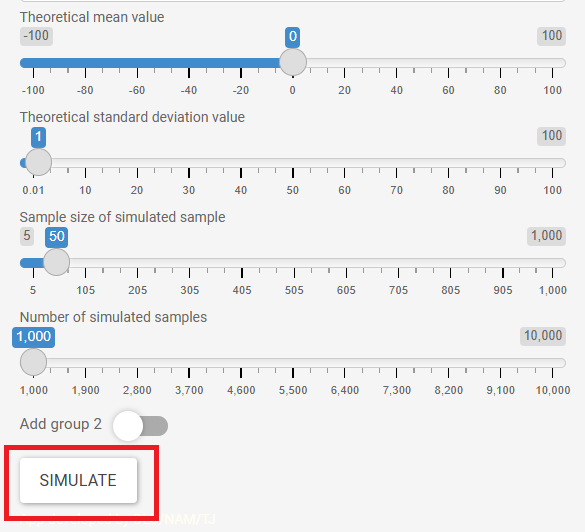 Theoretical mean value
-100 0 100
-100 -80 -60 -40 -20 0 20 40 60 80 100
Theoretical standard deviation value
1 100
0.01 10 20 30 40 50 60 70 80 90 100
Sample size of simulated sample
5 50 1,000
5 105 205 305 405 505 605 705 805 905 1,000
Number of simulated samples
1,000 10,000
1,000 1,900 2,800 3,700 4,600 5,500 6,400 7,300 8,200 9,100 10,000
Add group 2
SIMULATE